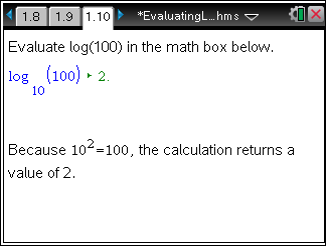 1.8 1.9 1.10 *EvaluatingL...hms
Evaluate log(100) in the math box below.
log₁₀(100) ▸ 2.
Because 10²=100, the calculation returns a
value of 2.